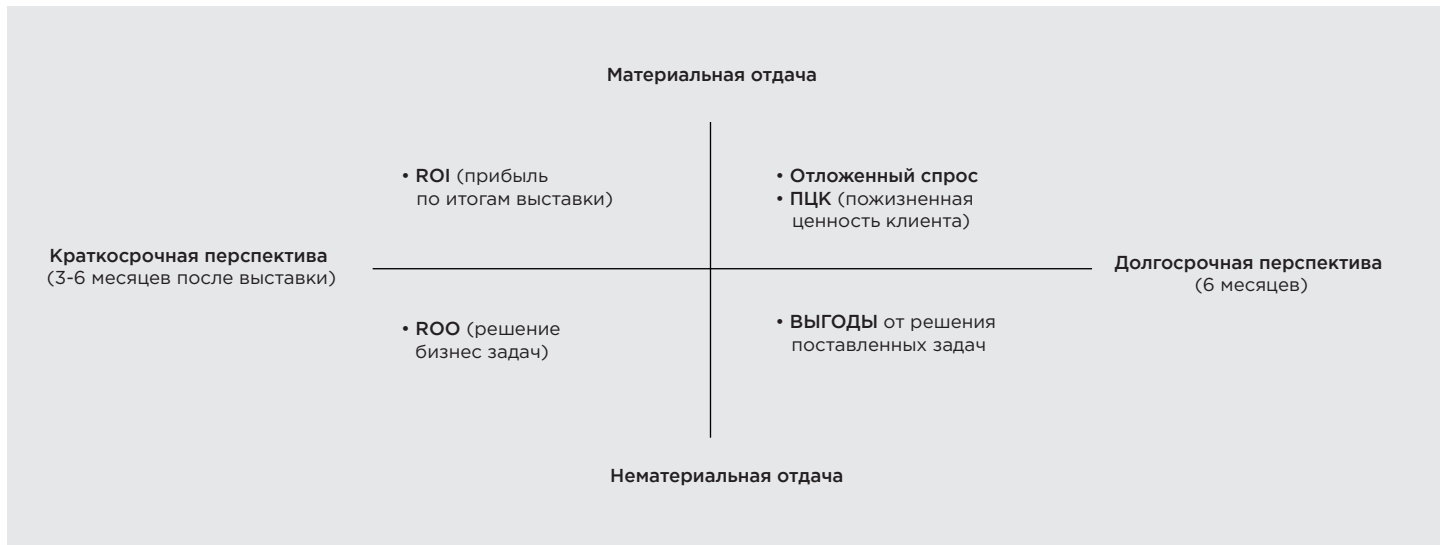 Материальная отдача
• ROI (прибыль
по итогам выставки)
• Отложенный спрос
• ПЦК (пожизненная
ценность клиента)
Краткосрочная перспектива
(3-6 месяцев после выставки)
Долгосрочная перспектива
(6 месяцев)
• ROO (решение
бизнес задач)
• ВЫГОДЫ от решения
поставленных задач
Нематериальная отдача